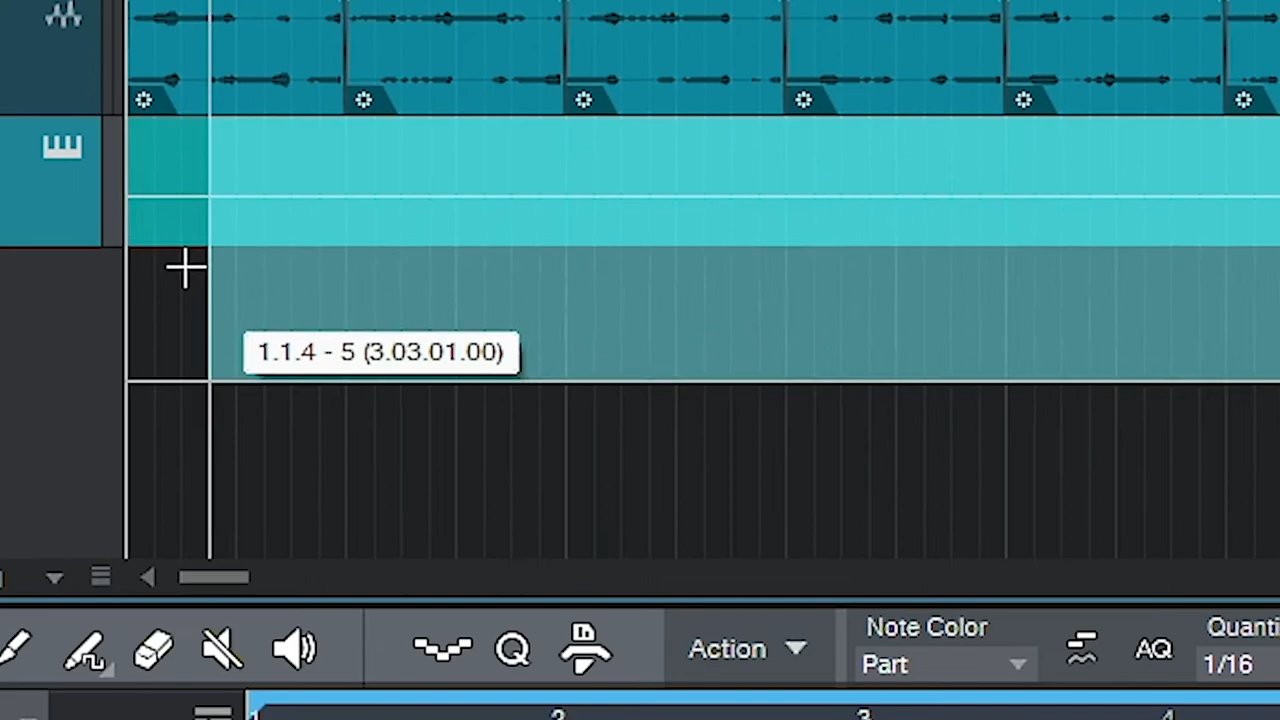 1.1.4 - 5 (3.03.01.00)
Action
Note Color
Part
AQ
Quanti
1/16
1
2
3
4